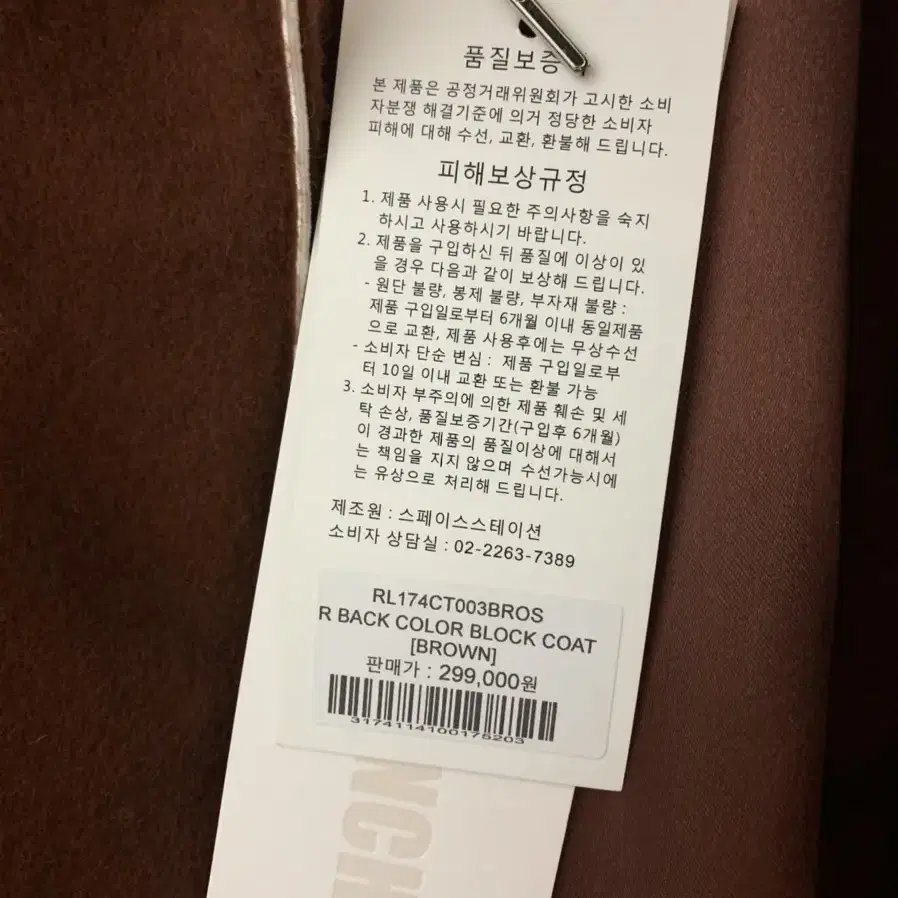 품질보증
본 제품은 공정거래위원회가 고시한 소비
자분쟁 해결기준에 의거 정당한 소비자
피해에 대해 수선, 교환, 환불해 드립니다.
피해보상규정
1. 제품 사용시 필요한 주의사항을 숙지
하시고 사용하시기 바랍니다.
2. 제품을 구입하신 뒤 품질에 이상이 있
을 경우 다음과 같이 보상해 드립니다.
- 원단 불량, 봉제 불량, 부자재 불량 :
제품 구입일로부터 6개월 이내 동일제품
으로 교환, 제품 사용후에는 무상수선
- 소비자 단순 변심 : 제품 구입일로부
터 10일 이내 교환 또는 환불 가능
3. 소비자 부주의에 의한 제품 훼손 및 세
탁 손상, 품질보증기간(구입후 6개월)
이 경과한 제품의 품질이상에 대해서
는 책임을 지지 않으며 수선가능시에
는 유상으로 처리해 드립니다.
제조원 : 스페이스스테이션
소비자 상담실 : 02-2263-7389
RL174CT003BROS
R BACK COLOR BLOCK COAT
[BROWN]
판매가 : 299,000원
3174114100175203
NCH